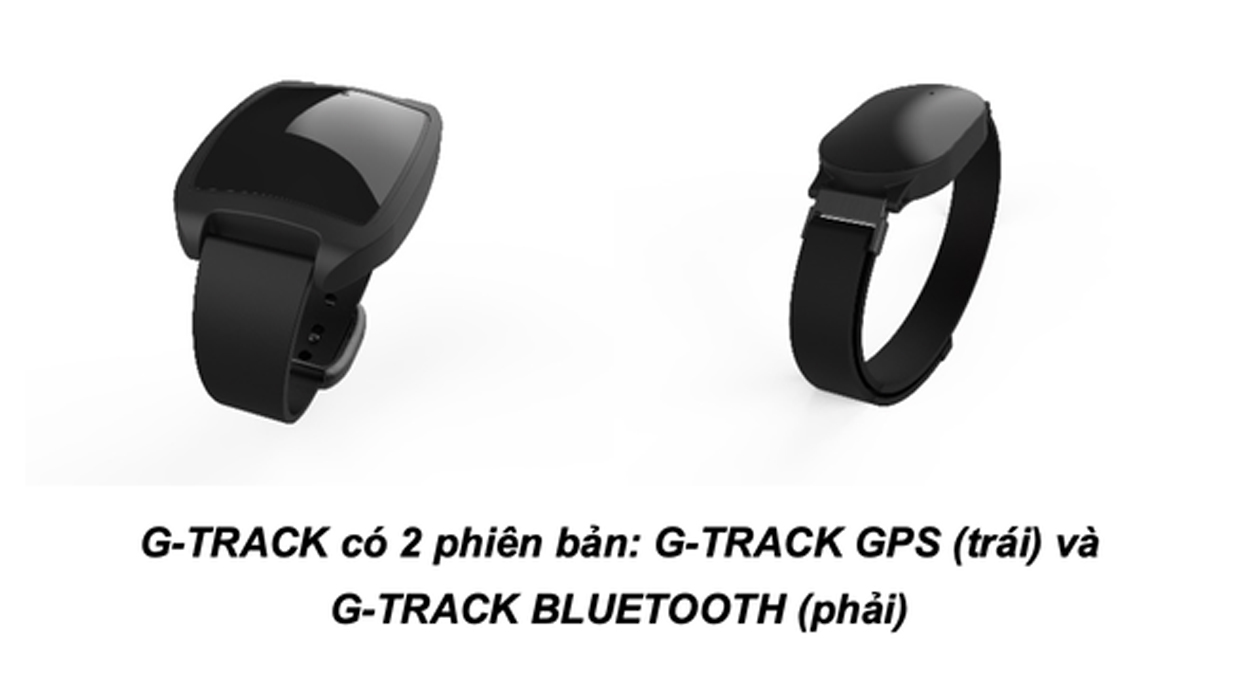 G-TRACK có 2 phiên bản: G-TRACK GPS (trái) và
G-TRACK BLUETOOTH (phải)